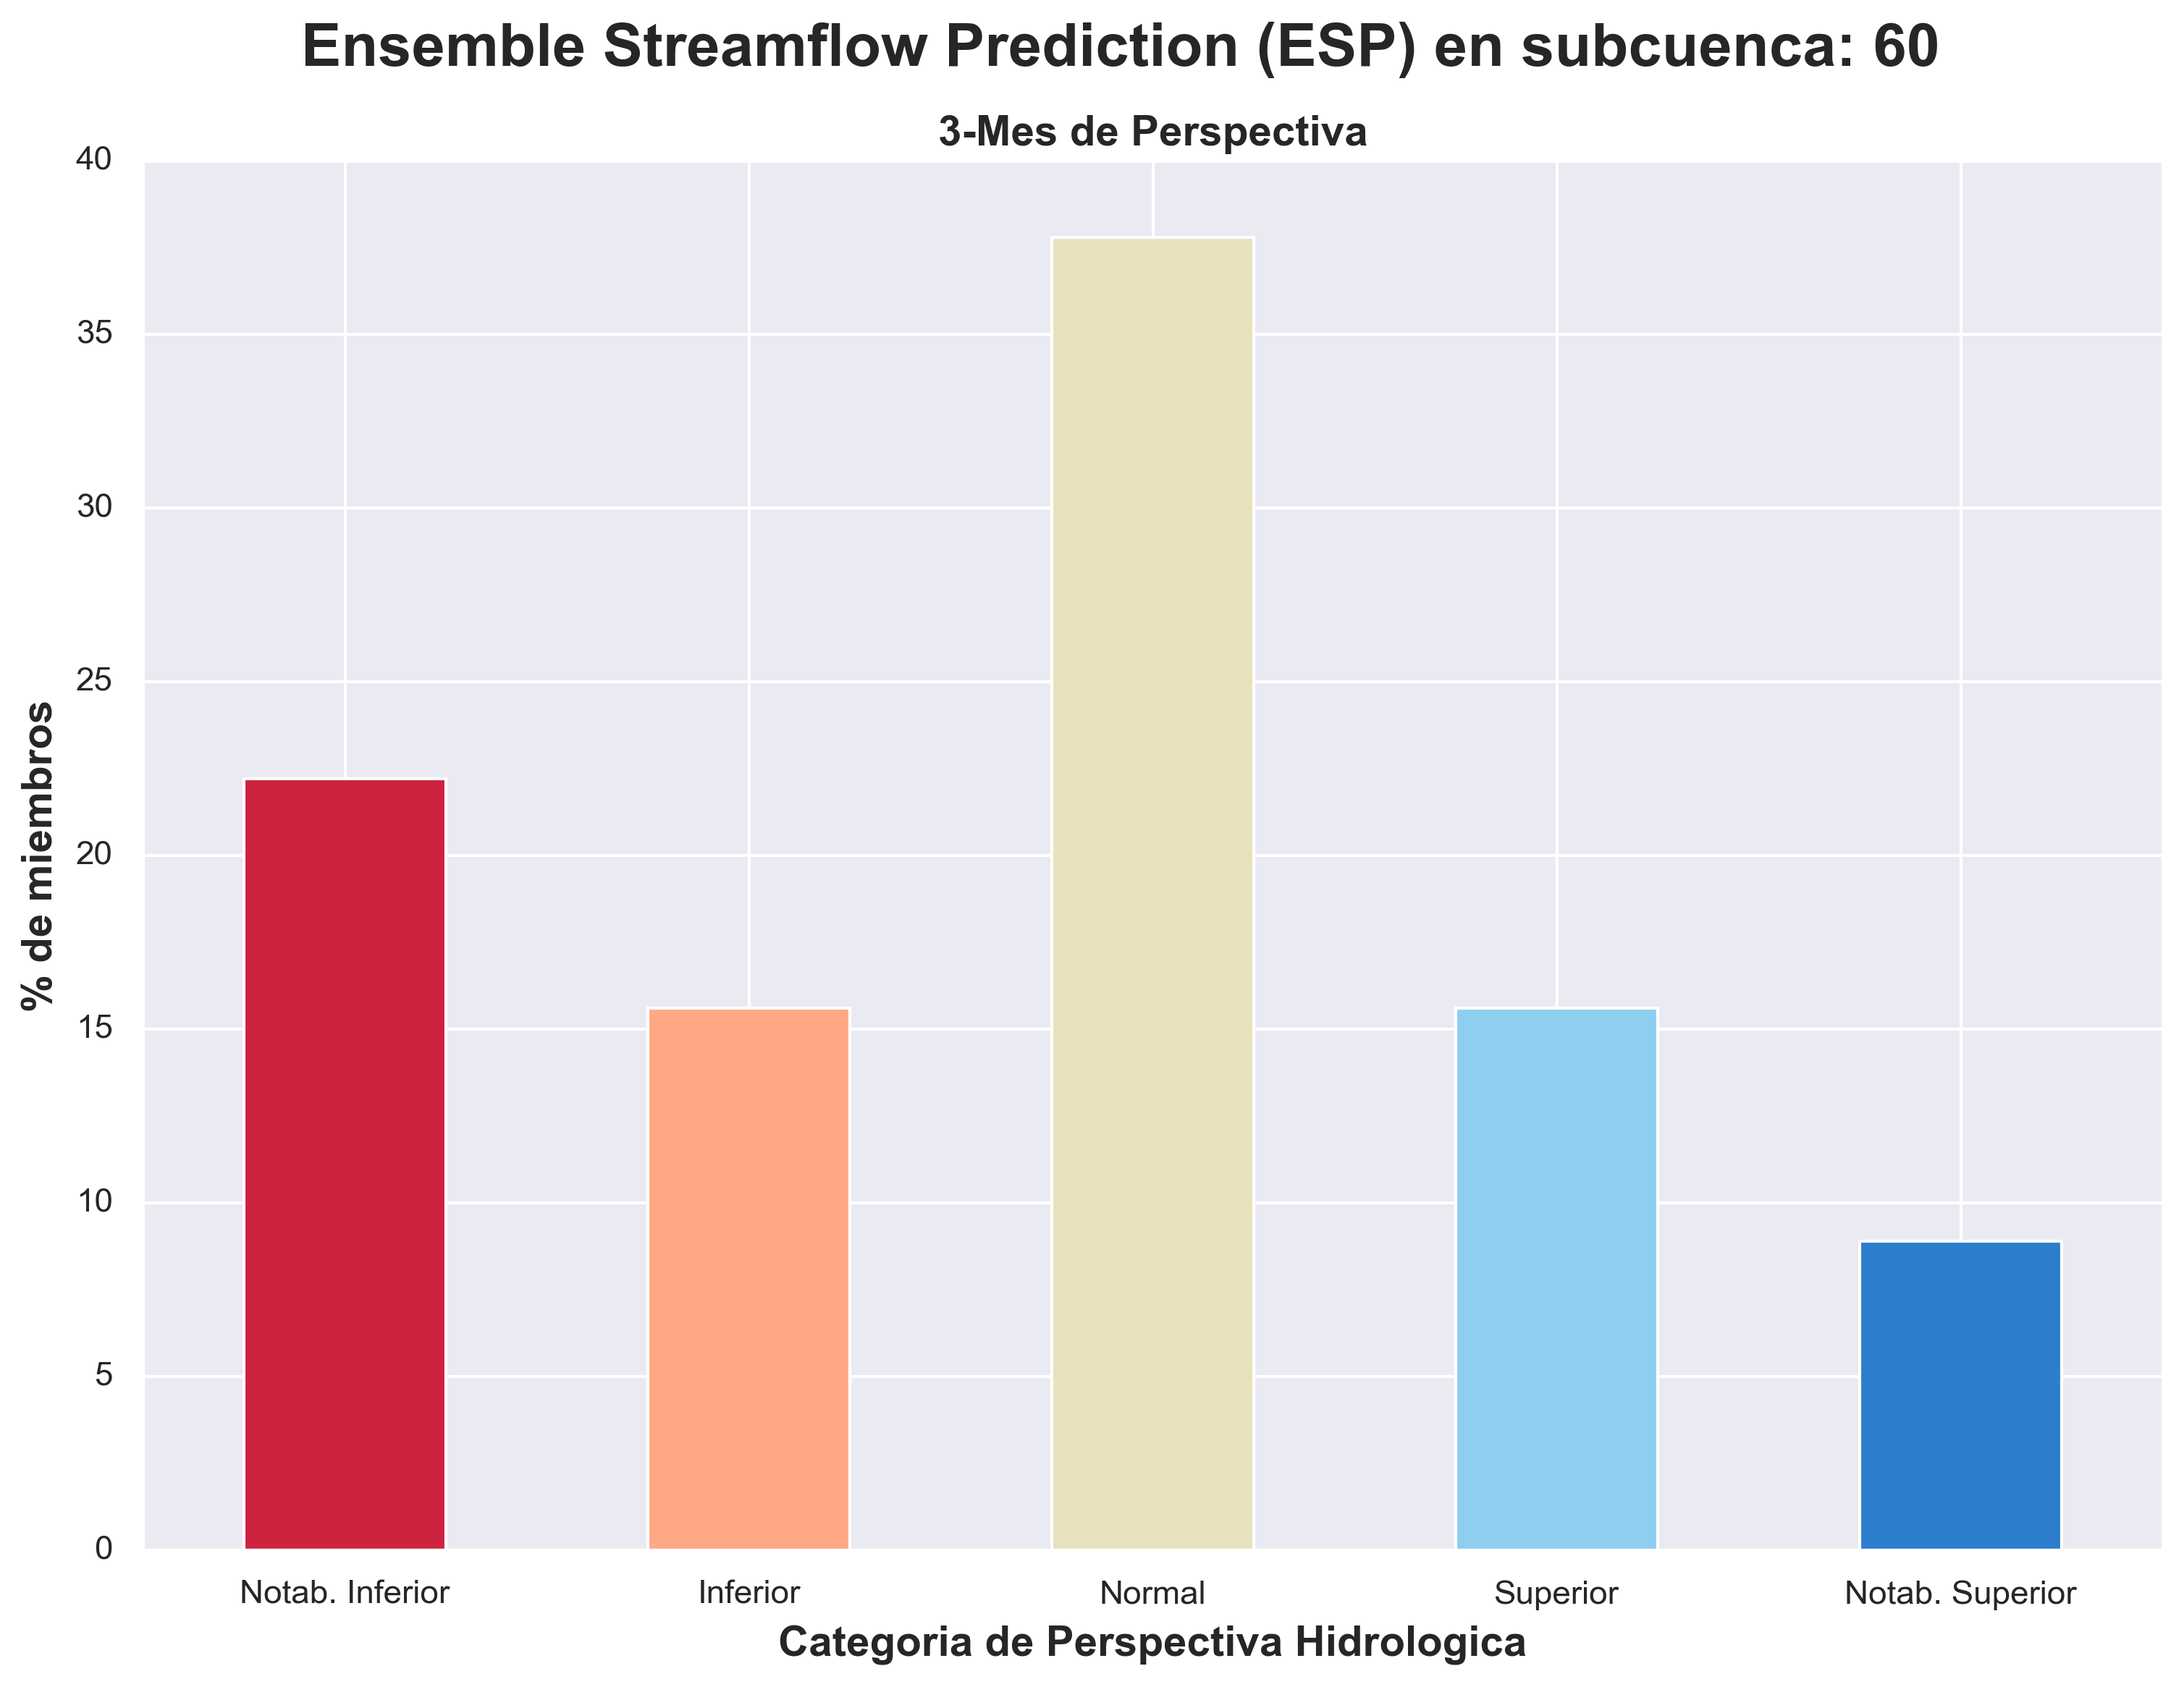 Ensemble Streamflow Prediction (ESP) en subcuenca: 60
3-Mes de Perspectiva
40
35
30
25
20
15
10
5
0
% de miembros
Notab. Inferior
Inferior
Normal
Superior
Notab. Superior
Categoria de Perspectiva Hidrologica